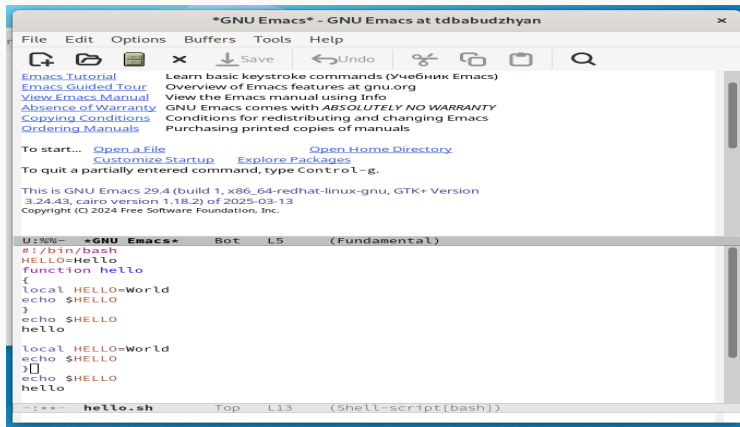 *GNU Emacs* - GNU Emacs at tdbabudzhyan
File Edit Options Buffers Tools Help
Save Undo
Emacs Tutorial Learn basic keystroke commands (Учебник Emacs)
Emacs Guided Tour Overview of Emacs features at gnu.org
View Emacs Manual View the Emacs manual using Info
Absence of Warranty GNU Emacs comes with ABSOLUTELY NO WARRANTY
Copying Conditions Conditions for redistributing and changing Emacs
Ordering Manuals Purchasing printed copies of manuals
To start... Open a File Open Home Directory
Customize Startup Explore Packages
To quit a partially entered command, type Control-g.
This is GNU Emacs 29.4 (build 1, x86_64-redhat-linux-gnu, GTK+ Version
3.24.43, cairo version 1.18.2) of 2025-03-13
Copyright (C) 2024 Free Software Foundation, Inc.
U:%%- *GNU Emacs* Bot L5 (Fundamental)
#!/bin/bash
HELLO=Hello
function hello
{
local HELLO=World
echo $HELLO
}
echo $HELLO
hello
local HELLO=World
echo $HELLO
}
echo $HELLO
hello
-:**- hello.sh Top L13 (Shell-script[bash])